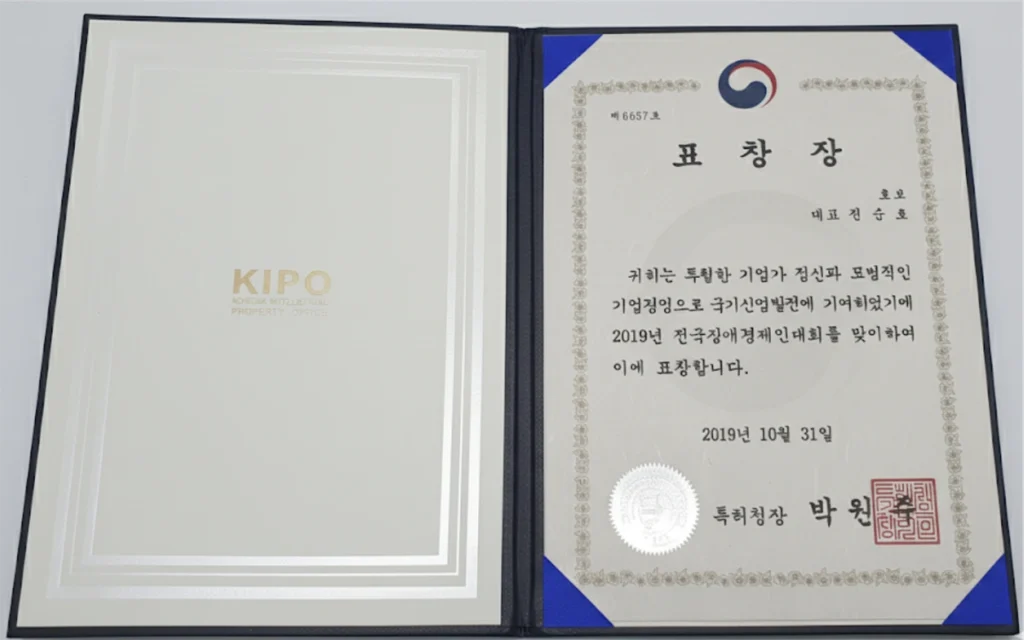 KIPO
KOREAN INTELLECTUAL
PROPERTY OFFICE
제6657호
표 창 장
호보
대표 전 순 호
귀하는 투철한 기업가 정신과 모범적인
기업경영으로 국가산업발전에 기여하였기에
2019년 전국장애경제인대회를 맞이하여
이에 표창합니다.
2019년 10월 31일
특허청장 박 원 주